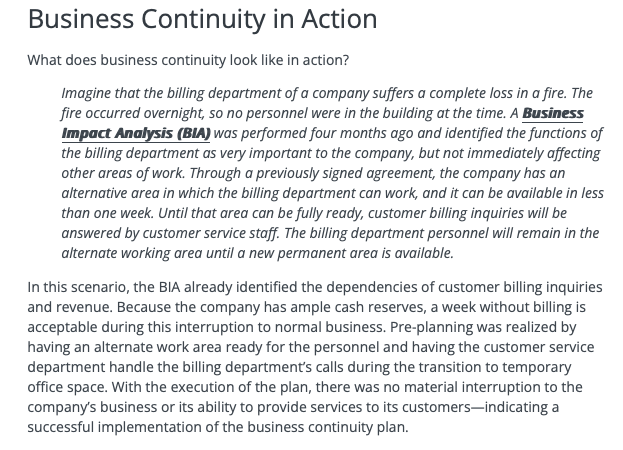 Business Continuity in Action
What does business continuity look like in action?
Imagine that the billing department of a company suffers a complete loss in a fire. The
fire occurred overnight, so no personnel were in the building at the time. A Business
Impact Analysis (BIA) was performed four months ago and identified the functions of
the billing department as very important to the company, but not immediately affecting
other areas of work. Through a previously signed agreement, the company has an
alternative area in which the billing department can work, and it can be available in less
than one week. Until that area can be fully ready, customer billing inquiries will be
answered by customer service staff. The billing department personnel will remain in the
alternate working area until a new permanent area is available.
In this scenario, the BIA already identified the dependencies of customer billing inquiries
and revenue. Because the company has ample cash reserves, a week without billing is
acceptable during this interruption to normal business. Pre-planning was realized by
having an alternate work area ready for the personnel and having the customer service
department handle the billing department's calls during the transition to temporary
office space. With the execution of the plan, there was no material interruption to the
company's business or its ability to provide services to its customers—indicating a
successful implementation of the business continuity plan.